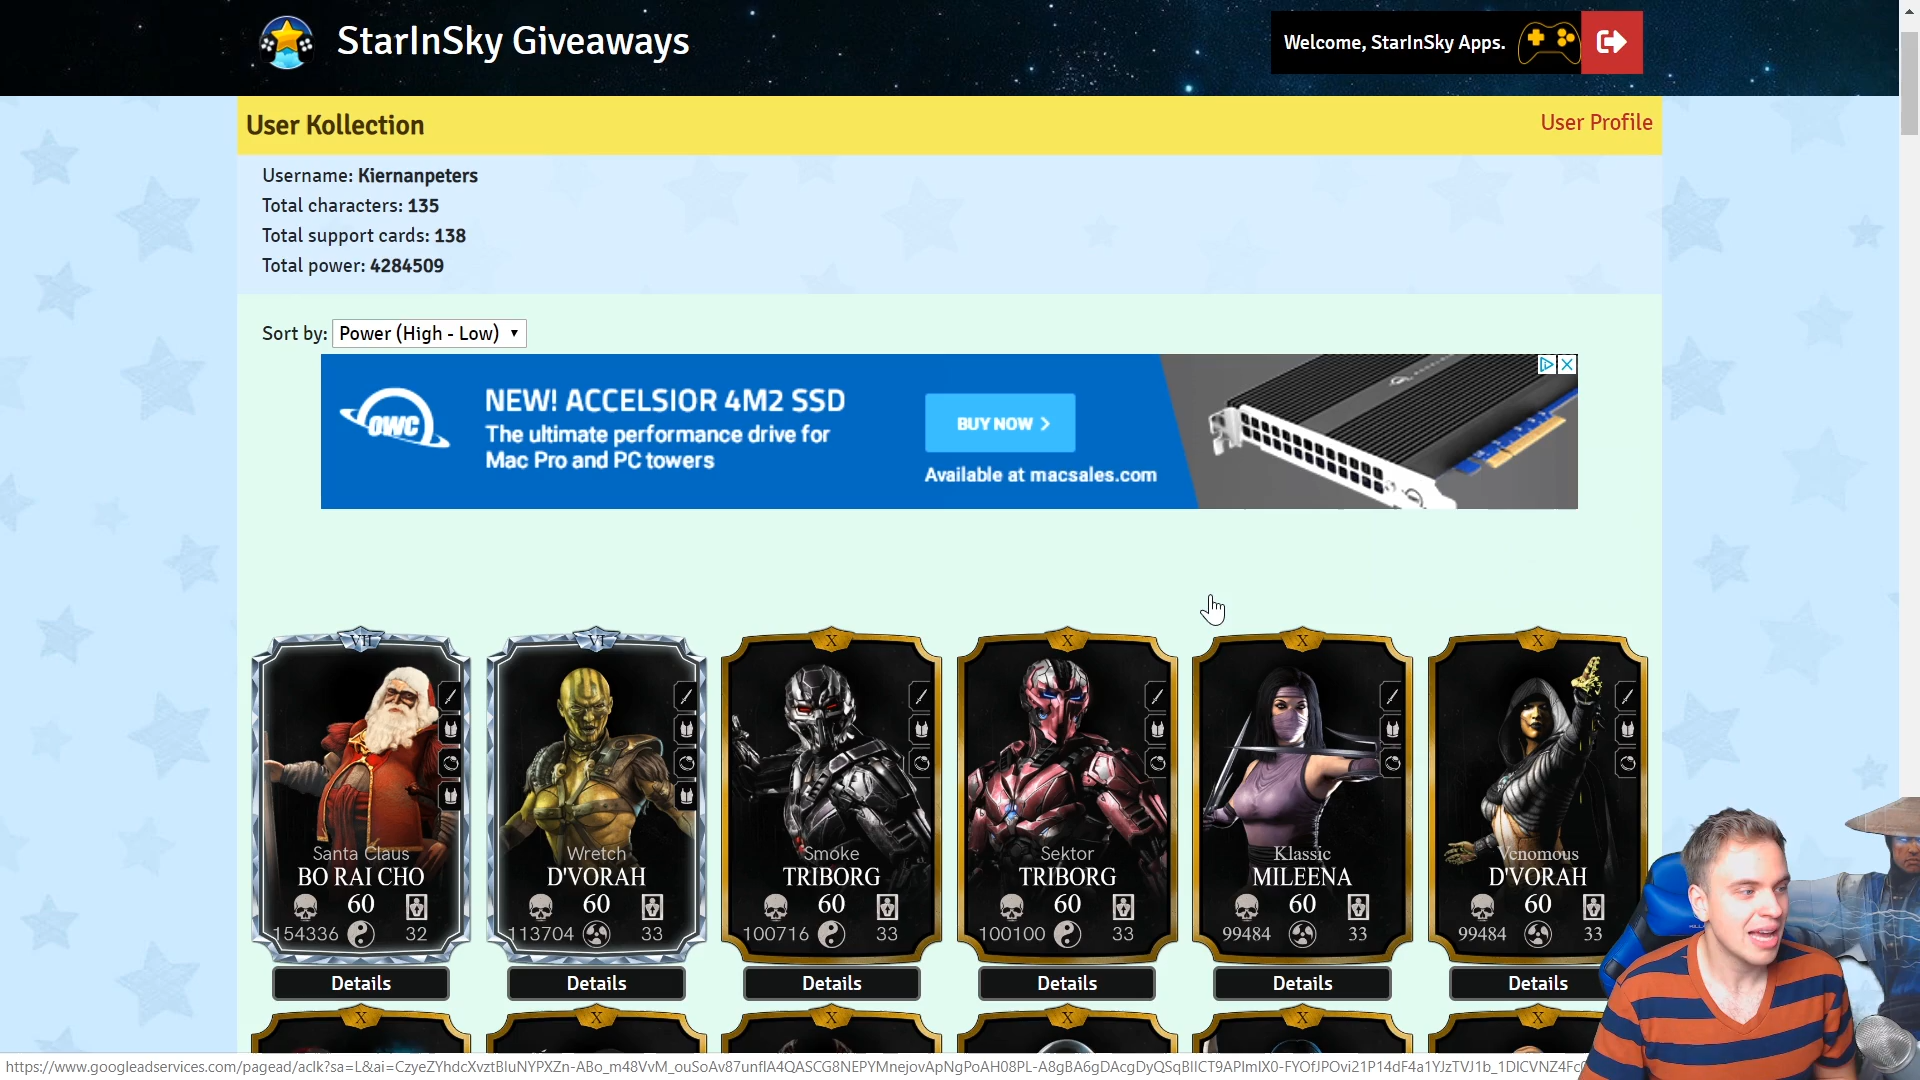 StarInSky Giveaways
Welcome, StarInSky Apps.
User Kollection
User Profile
Username: Kiernanpeters
Total characters: 135
Total support cards: 138
Total power: 4284509
Sort by: Power (High - Low)
OWC
NEW! ACCELSIOR 4M2 SSD
The ultimate performance drive for
Mac Pro and PC towers
BUY NOW >
Available at macsales.com
VII VI X X X X
Santa Claus Wretch Smoke Sektor Klassic Venomous
BO RAI CHO D'VORAH TRIBORG TRIBORG MILEENA D'VORAH
60 60 60 60 60 60
154336 32 113704 33 100716 33 100100 33 99484 33 99484 33
Details Details Details Details Details Details
X X X X X X